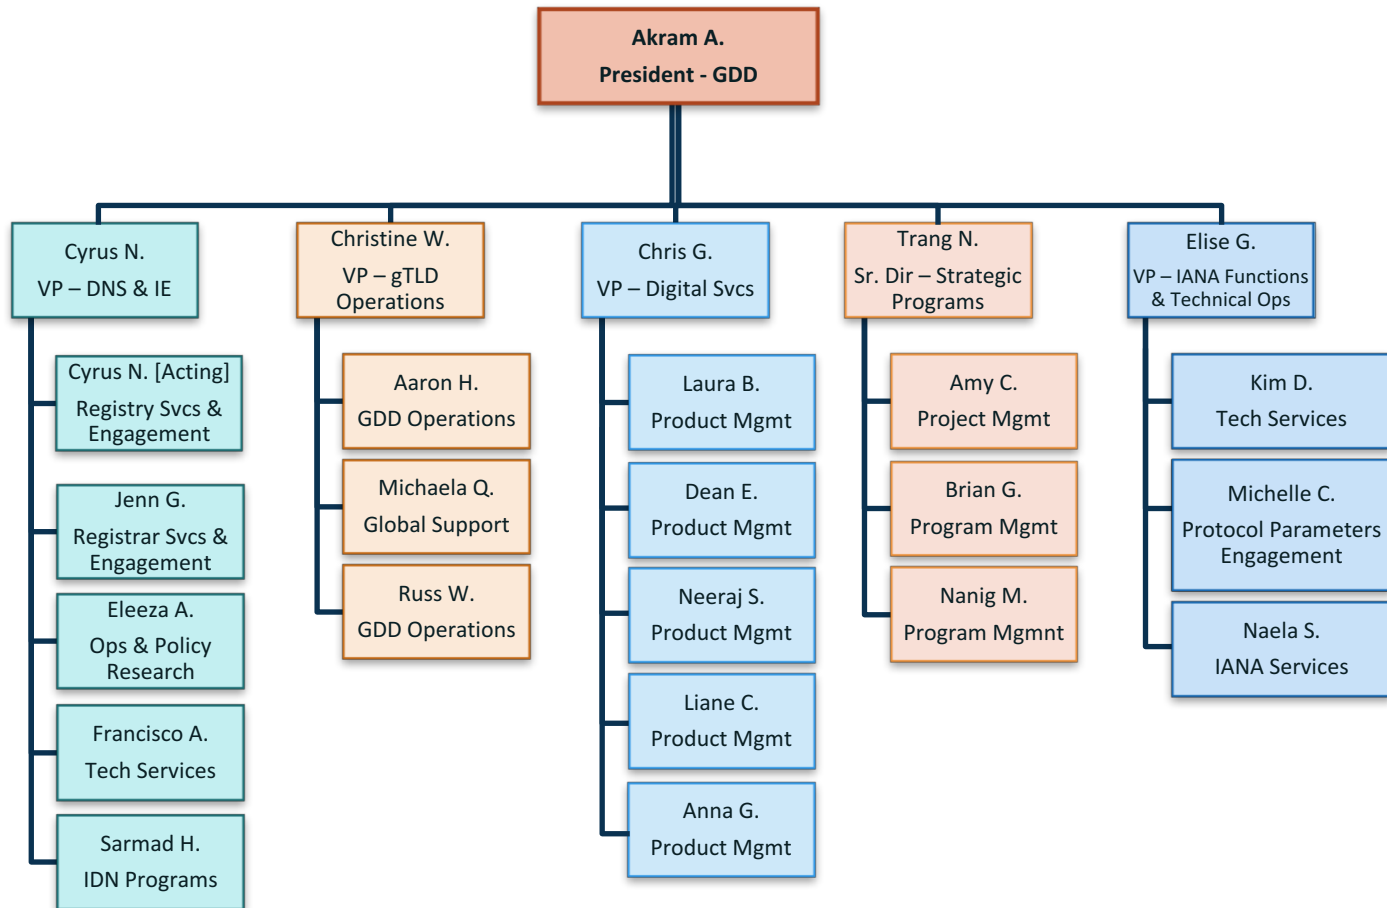 Akram A.
President - GDD
Cyrus N.
VP – DNS & IE
Cyrus N. [Acting]
Registry Svcs &
Engagement
Jenn G.
Registrar Svcs &
Engagement
Eleeza A.
Ops & Policy
Research
Francisco A.
Tech Services
Sarmad H.
IDN Programs
Christine W.
VP – gTLD
Operations
Aaron H.
GDD Operations
Michaela Q.
Global Support
Russ W.
GDD Operations
Chris G.
VP – Digital Svcs
Laura B.
Product Mgmt
Dean E.
Product Mgmt
Neeraj S.
Product Mgmt
Liane C.
Product Mgmt
Anna G.
Product Mgmt
Trang N.
Sr. Dir – Strategic
Programs
Amy C.
Project Mgmt
Brian G.
Program Mgmt
Nanig M.
Program Mgmnt
Elise G.
VP – IANA Functions
& Technical Ops
Kim D.
Tech Services
Michelle C.
Protocol Parameters
Engagement
Naela S.
IANA Services